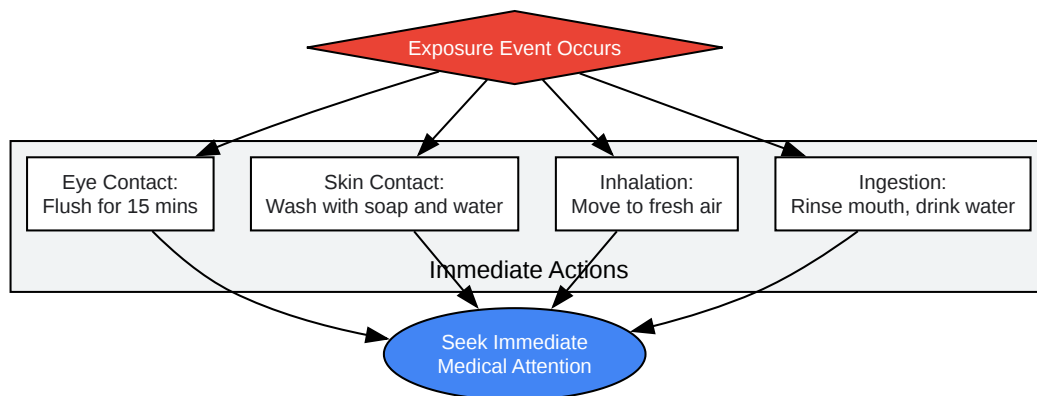 Exposure Event Occurs
Eye Contact:
Flush for 15 mins
Skin Contact:
Wash with soap and water
Inhalation:
Move to fresh air
Ingestion:
Rinse mouth, drink water
Immediate Actions
Seek Immediate
Medical Attention